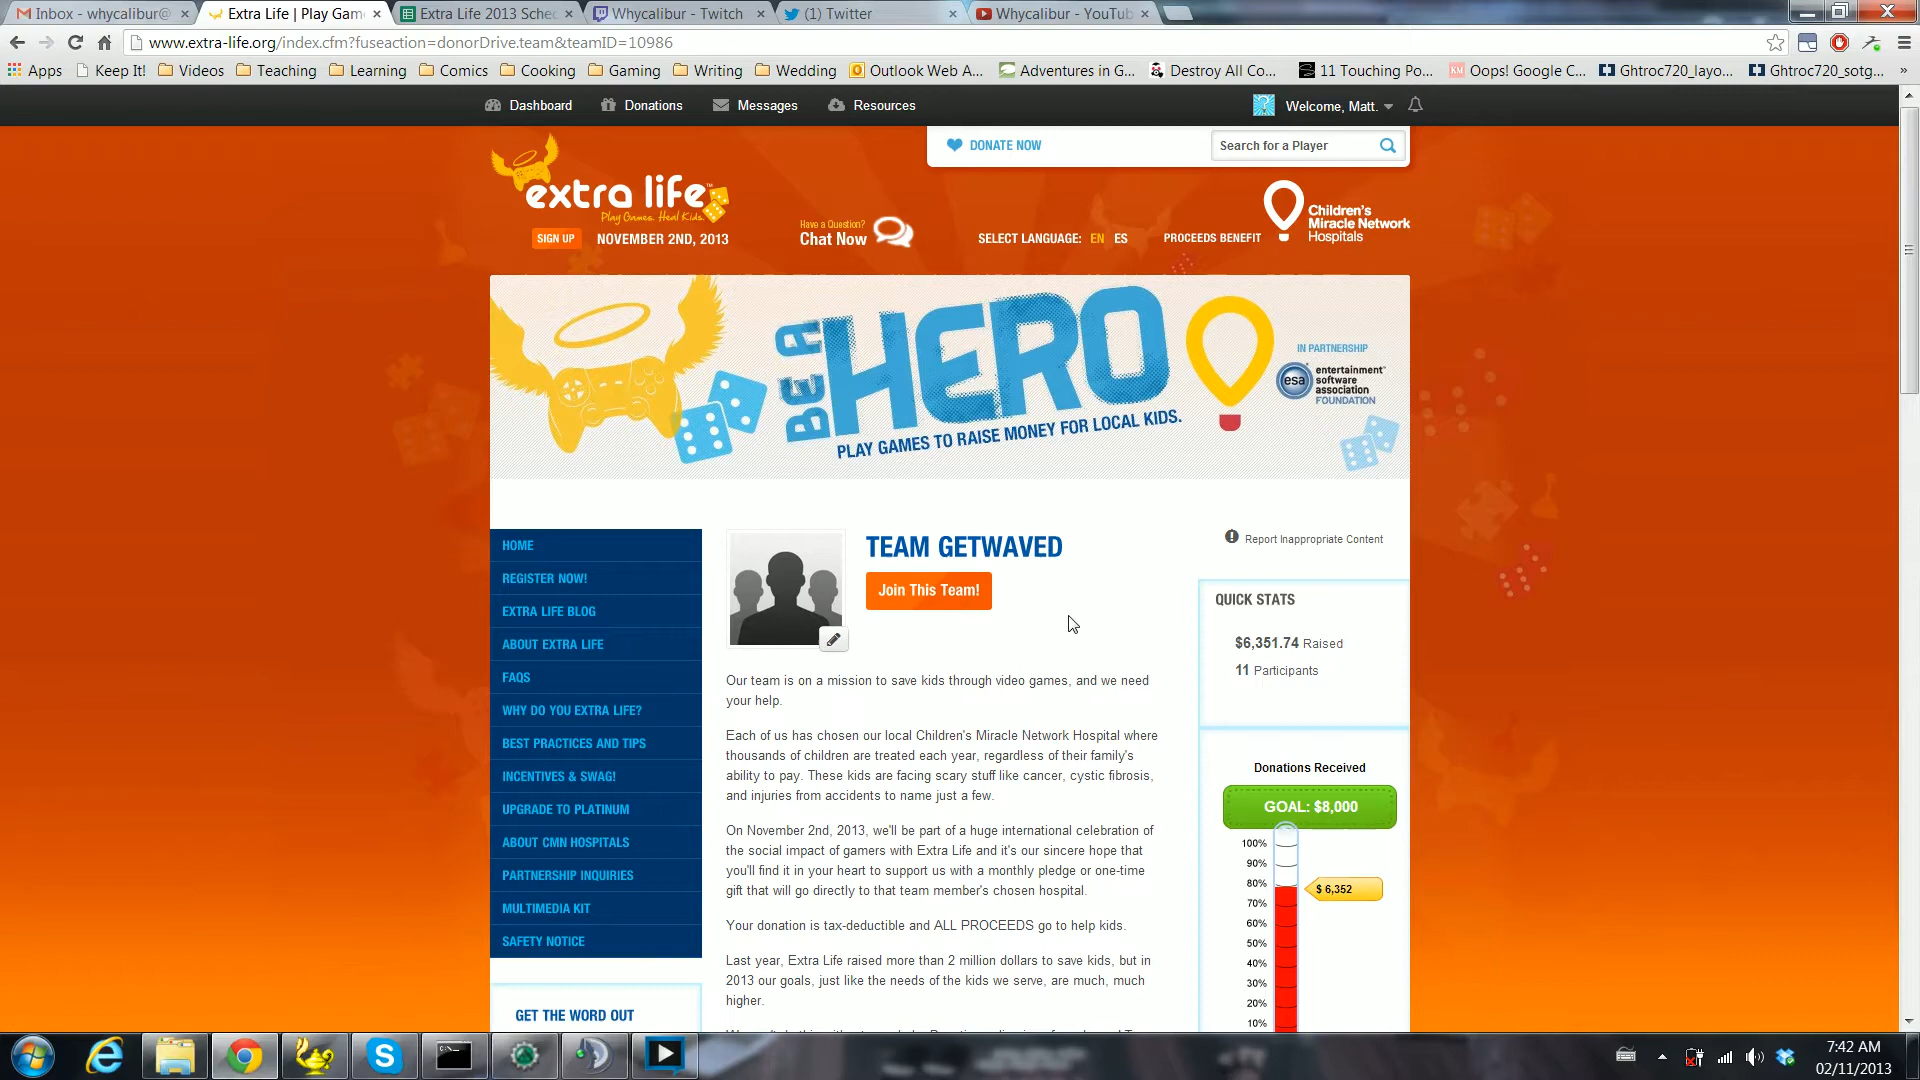 Inbox - whycalibur@
Extra Life | Play Gam
Extra Life 2013 Sched
Whycalibur - Twitch
(1) Twitter
Whycalibur - YouTub
www.extra-life.org/index.cfm?fuseaction=donorDrive.team&teamID=10986
Apps
Keep It!
Videos
Teaching
Learning
Comics
Cooking
Gaming
Writing
Wedding
Outlook Web A...
Adventures in G...
Destroy All Co...
11 Touching Po...
Oops! Google C...
Ghtroc720_layo...
Ghtroc720_sotg...
»
Dashboard
Donations
Messages
Resources
Welcome, Matt.
DONATE NOW
Search for a Player
extra life
Play Games. Heal Kids.
SIGN UP
NOVEMBER 2ND, 2013
Have a Question?
Chat Now
SELECT LANGUAGE: EN ES
PROCEEDS BENEFIT
Children's
Miracle Network
Hospitals
BE A
HERO
PLAY GAMES TO RAISE MONEY FOR LOCAL KIDS.
IN PARTNERSHIP
esa
entertainment
software
association
FOUNDATION
HOME
REGISTER NOW!
EXTRA LIFE BLOG
ABOUT EXTRA LIFE
FAQS
WHY DO YOU EXTRA LIFE?
BEST PRACTICES AND TIPS
INCENTIVES & SWAG!
UPGRADE TO PLATINUM
ABOUT CMN HOSPITALS
PARTNERSHIP INQUIRIES
MULTIMEDIA KIT
SAFETY NOTICE
GET THE WORD OUT
TEAM GETWAVED
Join This Team!
Our team is on a mission to save kids through video games, and we need
your help.
Each of us has chosen our local Children's Miracle Network Hospital where
thousands of children are treated each year, regardless of their family's
ability to pay. These kids are facing scary stuff like cancer, cystic fibrosis,
and injuries from accidents to name just a few.
On November 2nd, 2013, we'll be part of a huge international celebration of
the social impact of gamers with Extra Life and it's our sincere hope that
you'll find it in your heart to support us with a monthly pledge or one-time
gift that will go directly to that team member's chosen hospital.
Your donation is tax-deductible and ALL PROCEEDS go to help kids.
Last year, Extra Life raised more than 2 million dollars to save kids, but in
2013 our goals, just like the needs of the kids we serve, are much, much
higher.
Report Inappropriate Content
QUICK STATS
$6,351.74 Raised
11 Participants
Donations Received
GOAL: $8,000
100%
90%
80%
$ 6,352
70%
60%
50%
40%
30%
20%
10%
7:42 AM
02/11/2013